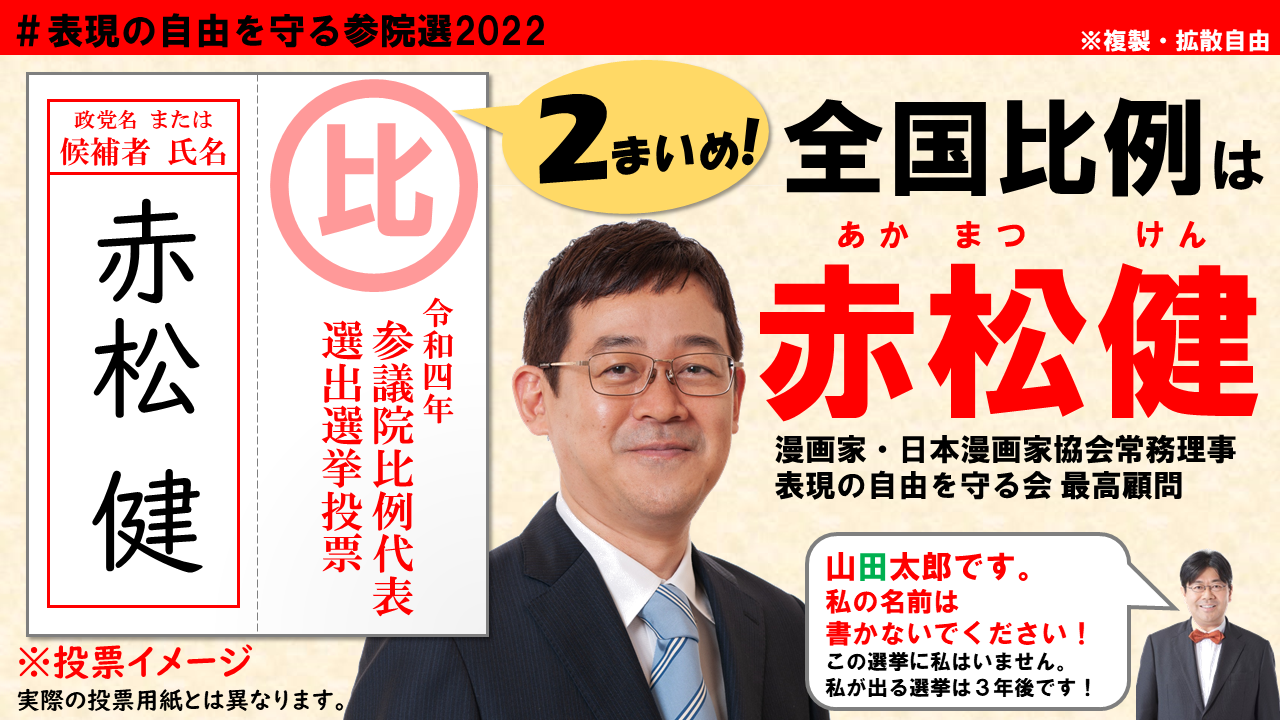 #表現の自由を守る参院選2022
※複製・拡散自由
政党名 または
候補者 氏名
赤松 健
比
令和四年
参議院比例代表
選出選挙投票
2まいめ!
全国比例は
あか まつ けん
赤松健
漫画家・日本漫画家協会常務理事
表現の自由を守る会 最高顧問
山田太郎です。
私の名前は
書かないでください!
この選挙に私はいません。
私が出る選挙は3年後です!
※投票イメージ
実際の投票用紙とは異なります。